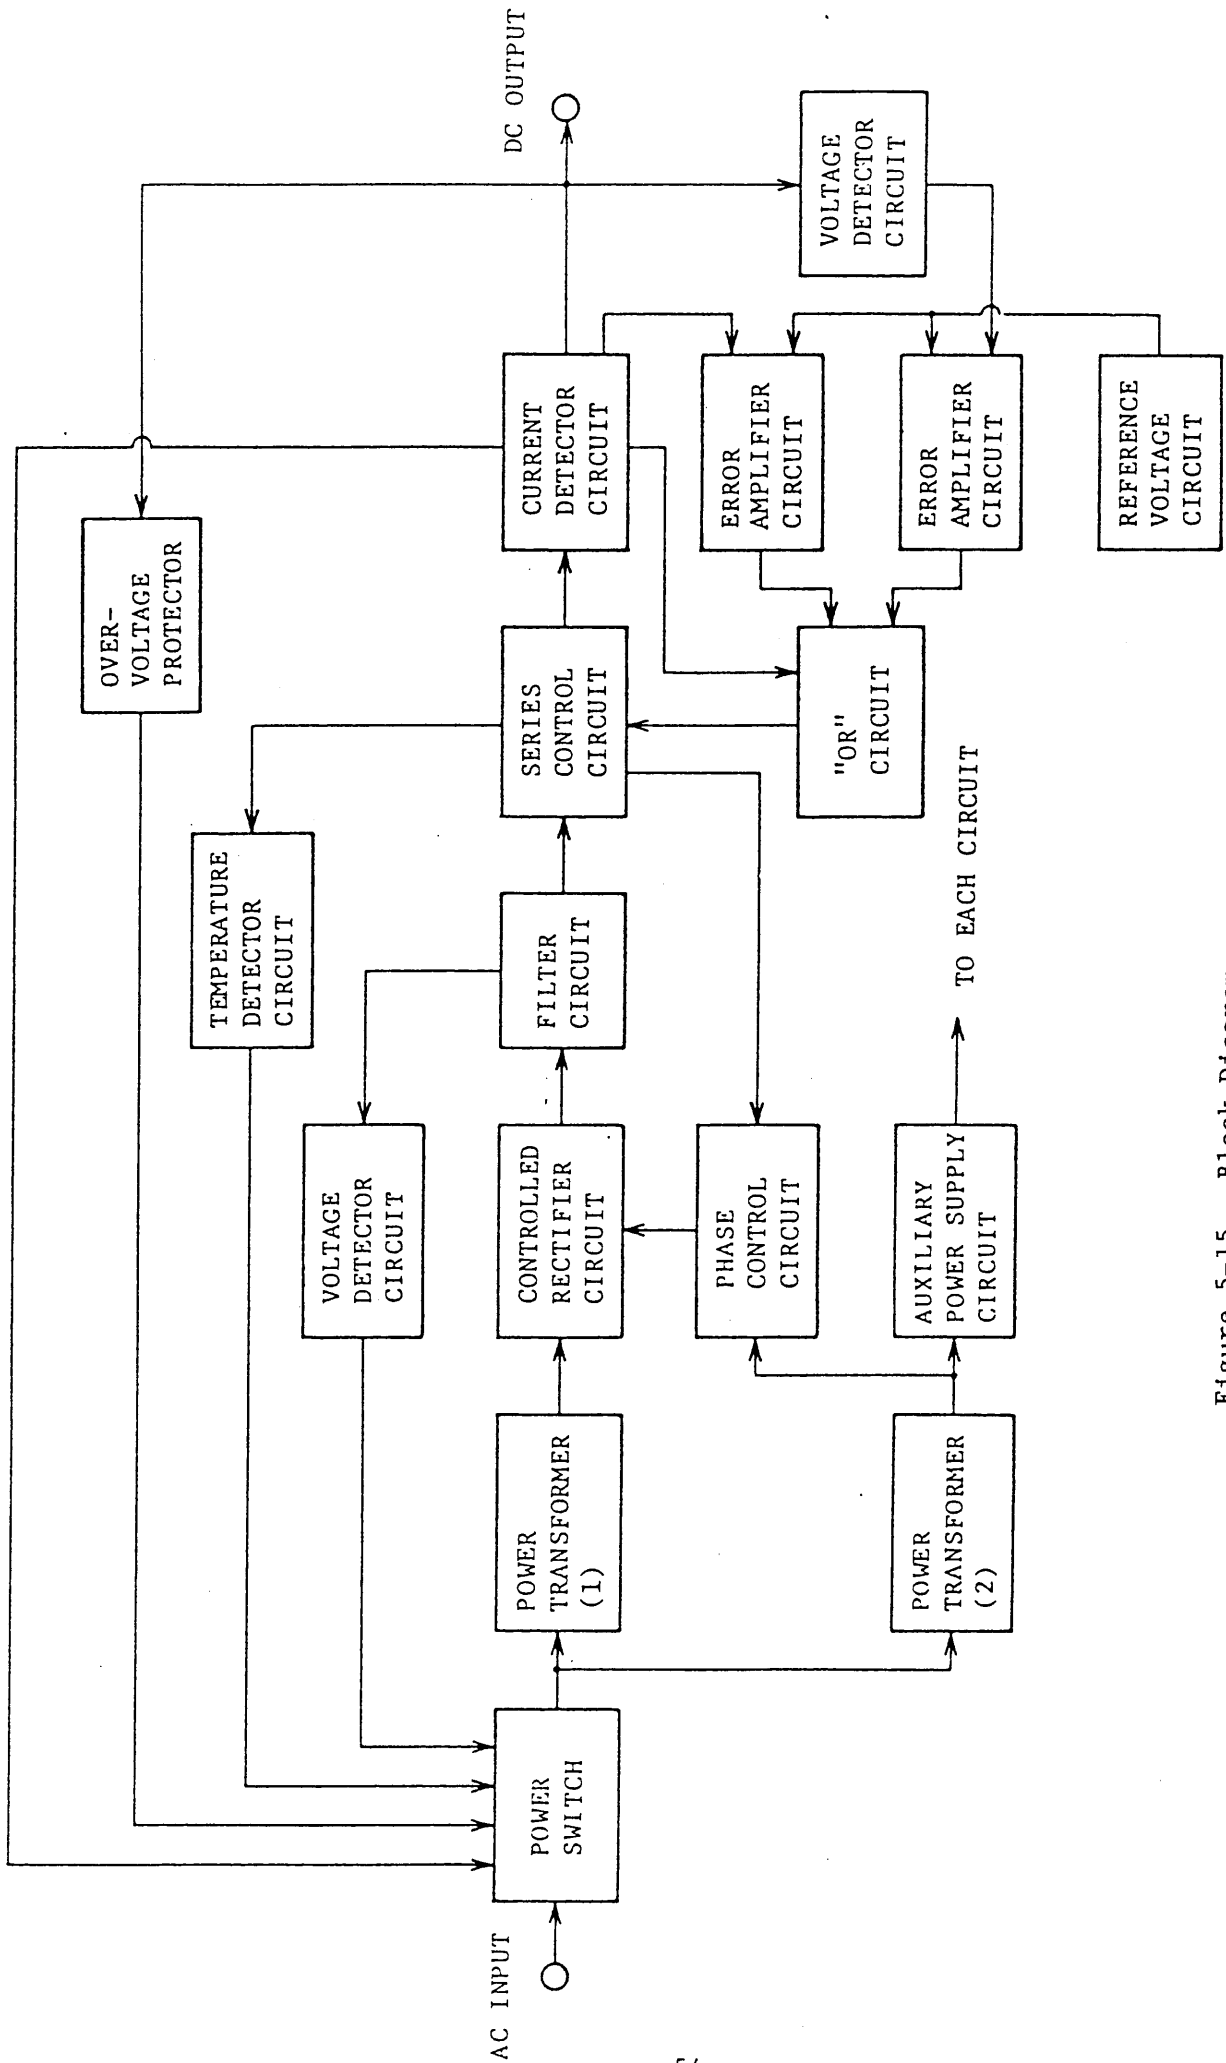 OVER-
VOLTAGE
PROTECTOR
TEMPERATURE
DETECTOR
CIRCUIT
VOLTAGE
DETECTOR
CIRCUIT
AC INPUT
POWER
SWITCH
POWER
TRANSFORMER
(1)
CONTROLLED
RECTIFIER
CIRCUIT
FILTER
CIRCUIT
SERIES
CONTROL
CIRCUIT
CURRENT
DETECTOR
CIRCUIT
DC OUTPUT
PHASE
CONTROL
CIRCUIT
ERROR
AMPLIFIER
CIRCUIT
"OR"
CIRCUIT
VOLTAGE
DETECTOR
CIRCUIT
POWER
TRANSFORMER
(2)
AUXILIARY
POWER SUPPLY
CIRCUIT
TO EACH CIRCUIT
ERROR
AMPLIFIER
CIRCUIT
REFERENCE
VOLTAGE
CIRCUIT
Figure 5-15 Block Diagram